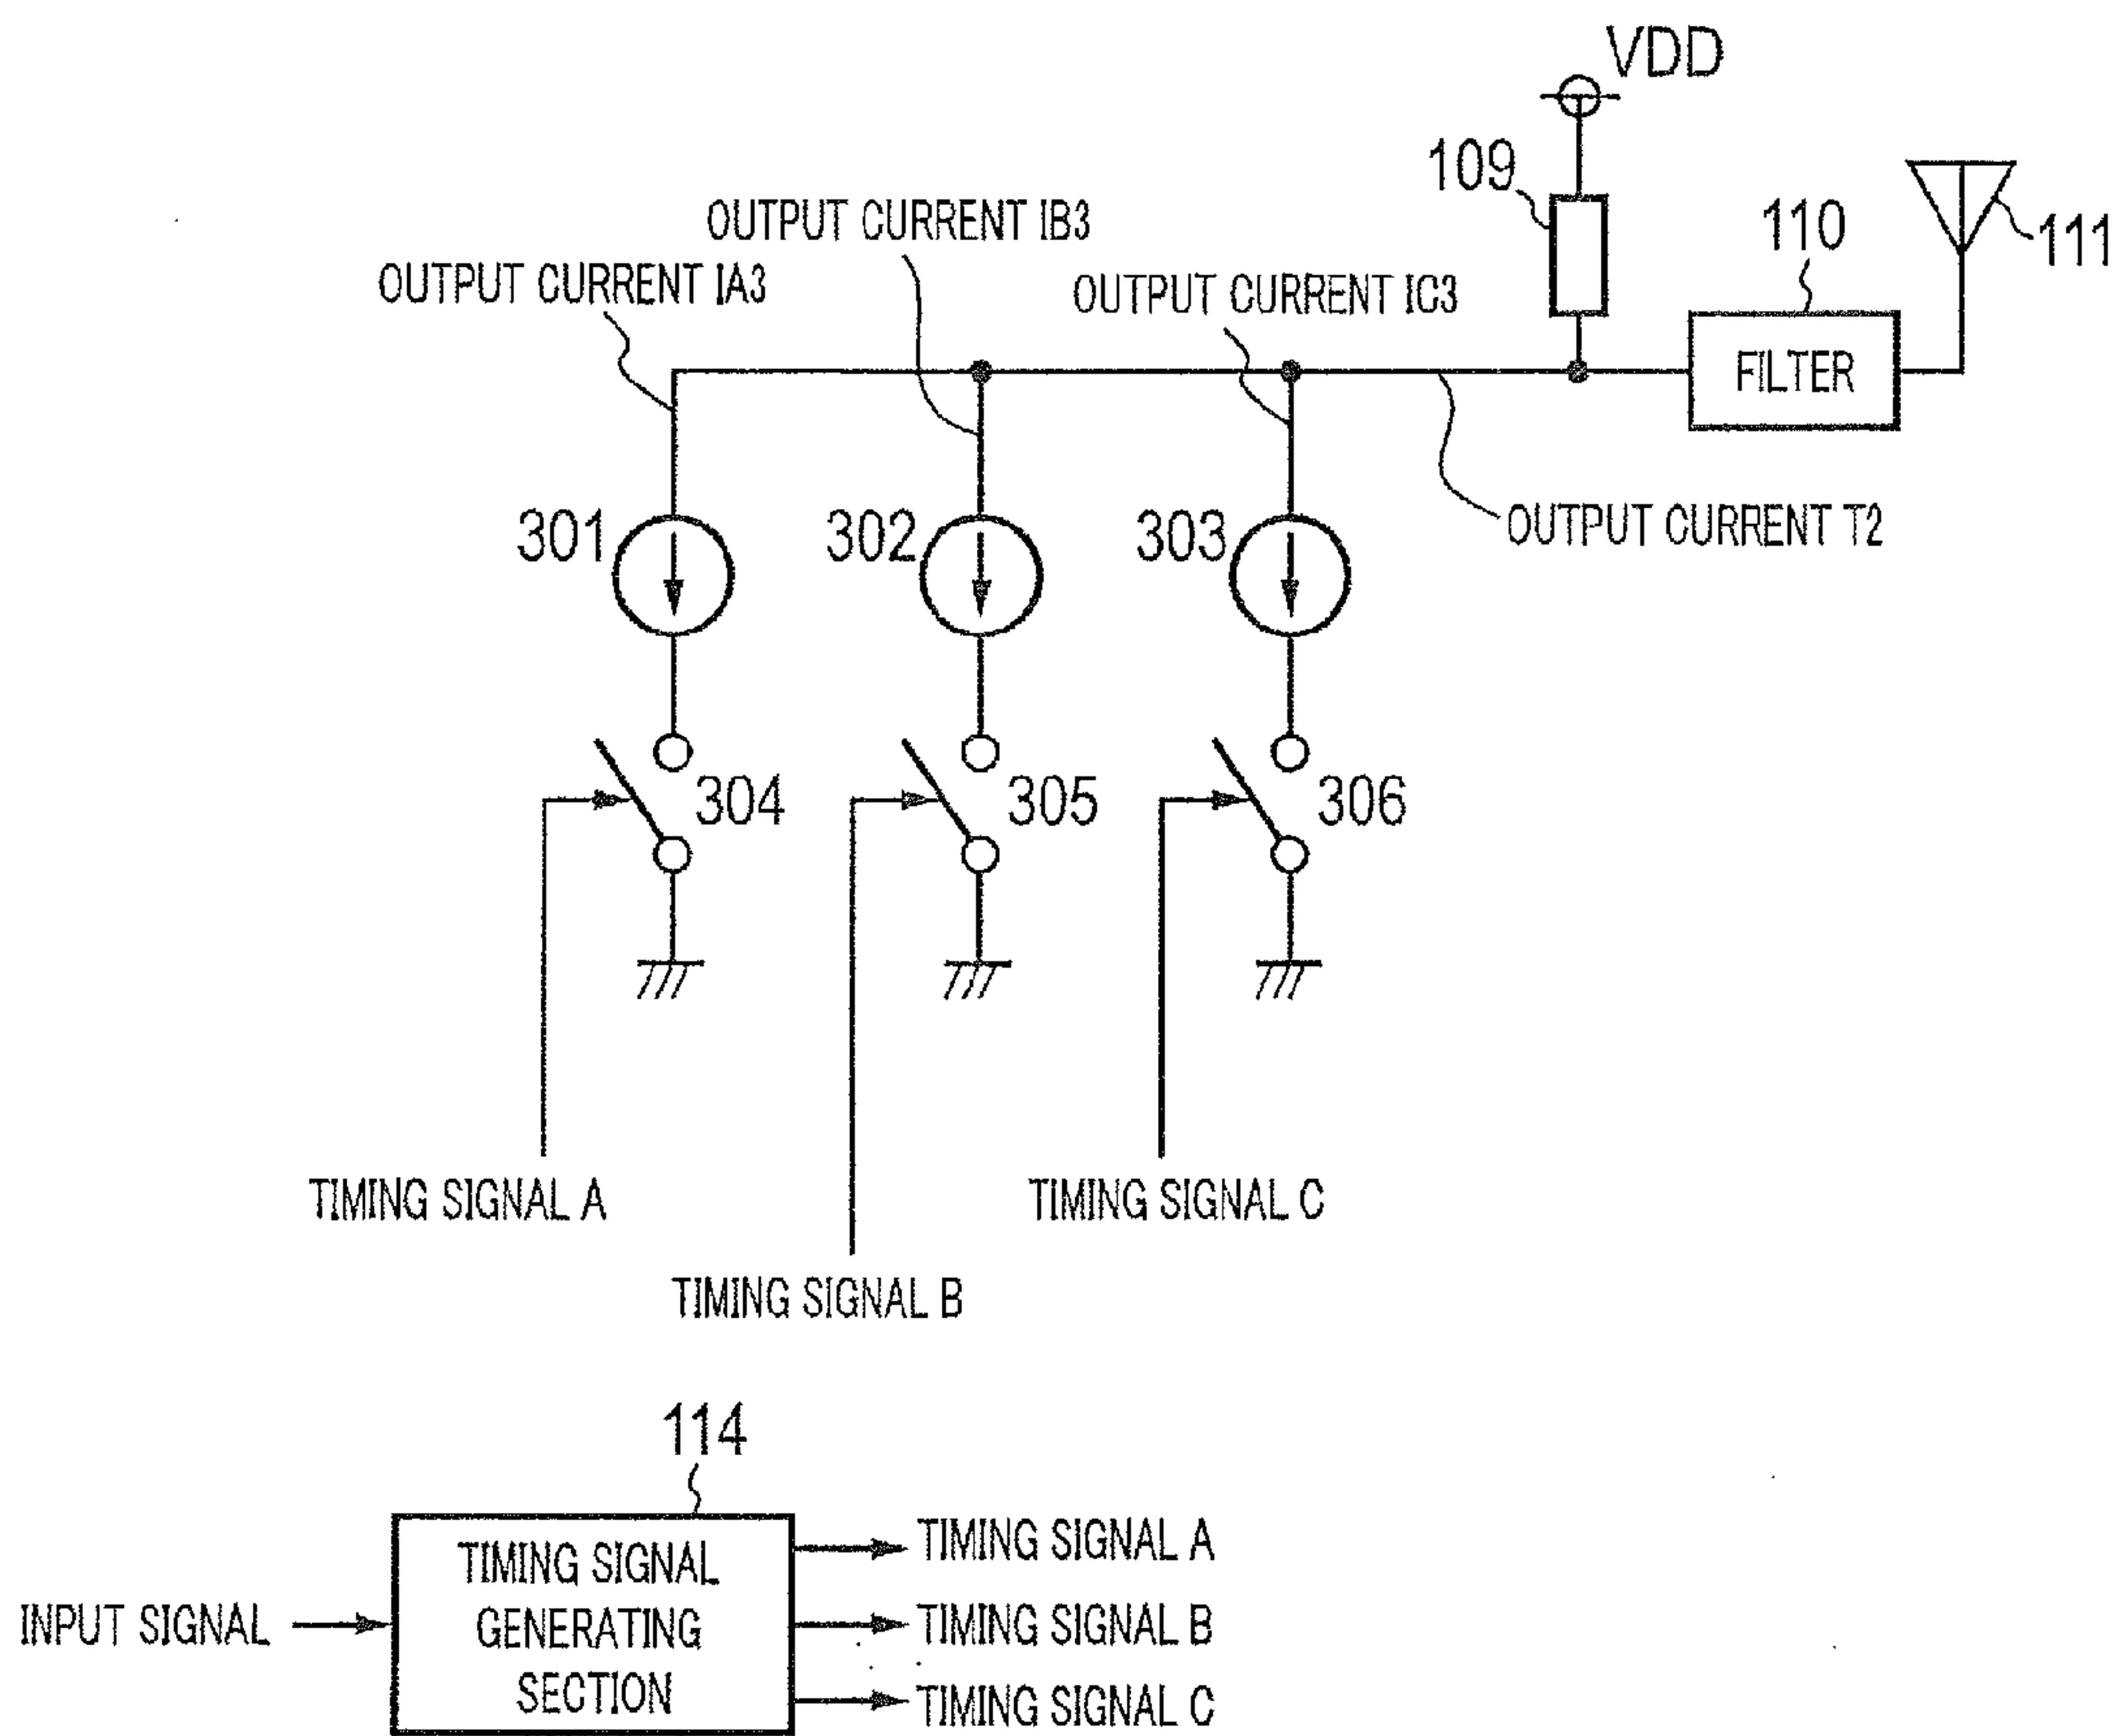 VDD
109
OUTPUT CURRENT IB3
110
111
OUTPUT CURRENT IA3
OUTPUT CURRENT IC3
FILTER
301
302
303
OUTPUT CURRENT T2
304
305
306
TIMING SIGNAL A
TIMING SIGNAL C
TIMING SIGNAL B
114
TIMING SIGNAL
GENERATING
SECTION
INPUT SIGNAL
TIMING SIGNAL A
TIMING SIGNAL B
TIMING SIGNAL C